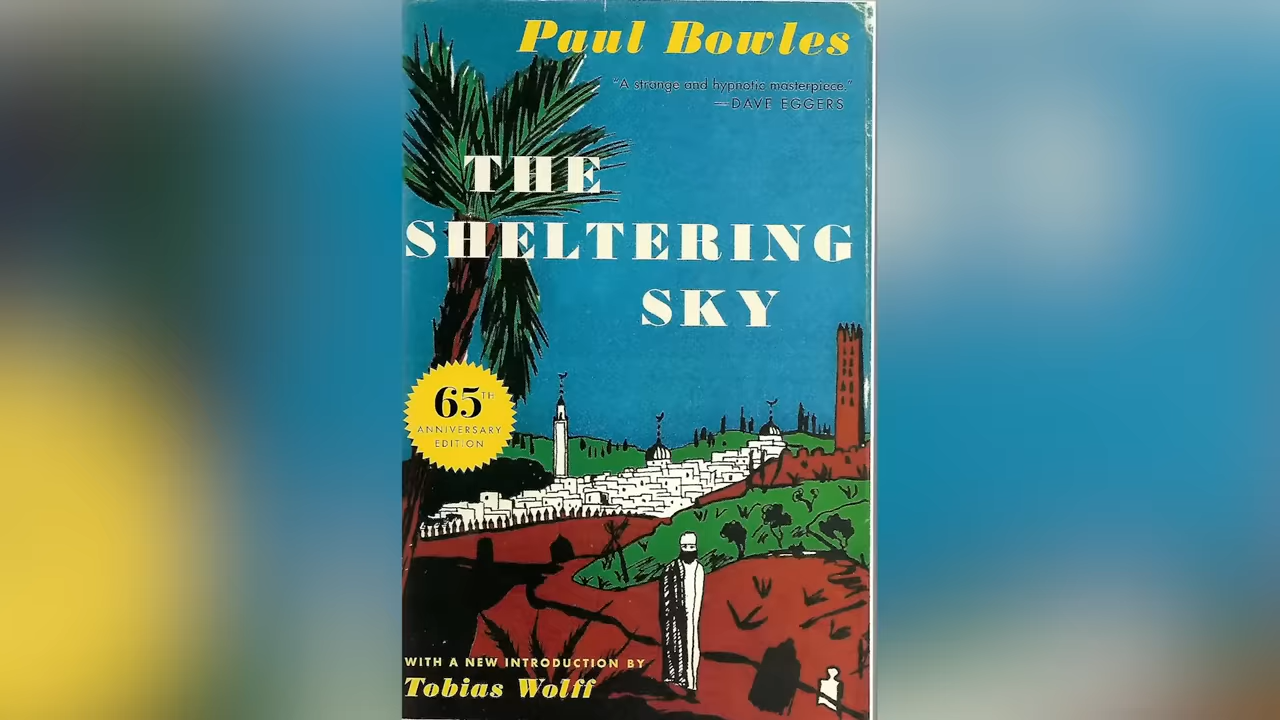 Paul Bowles
"A strange and hypnotic masterpiece."
—DAVE EGGERS
THE
SHELTERING
SKY
65TH
ANNIVERSARY
EDITION
WITH A NEW INTRODUCTION BY
Tobias Wolff